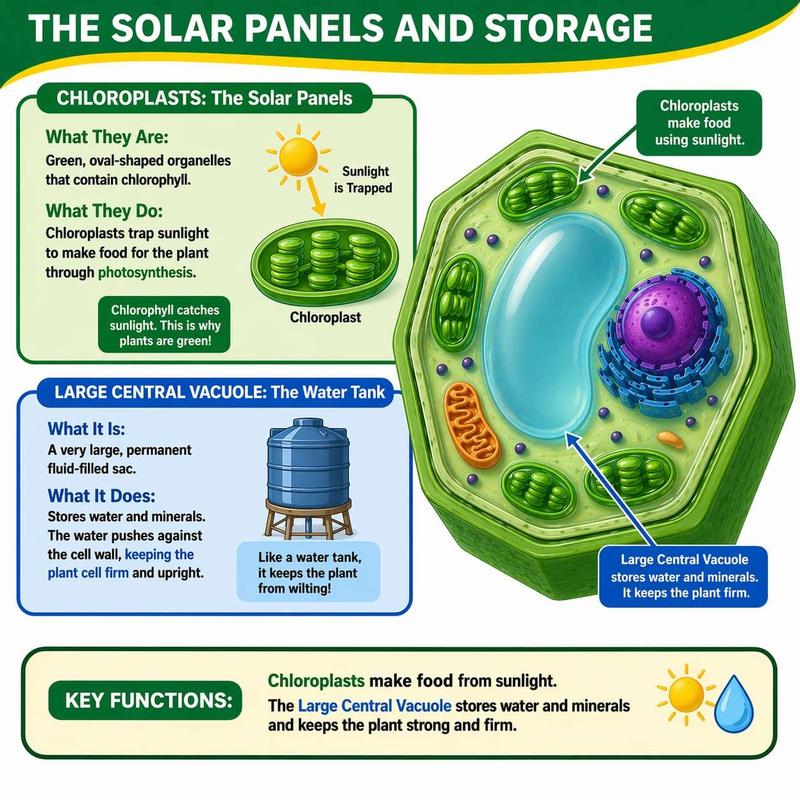 THE SOLAR PANELS AND STORAGE
CHLOROPLASTS: The Solar Panels
What They Are:
Green, oval-shaped organelles
that contain chlorophyll.
What They Do:
Chloroplasts trap sunlight
to make food for the plant
through photosynthesis.
Chlorophyll catches
sunlight. This is why
plants are green!
Sunlight
is Trapped
Chloroplast
Chloroplasts
make food
using sunlight.
LARGE CENTRAL VACUOLE: The Water Tank
What It Is:
A very large, permanent
fluid-filled sac.
What It Does:
Stores water and minerals.
The water pushes against
the cell wall, keeping the
plant cell firm and upright.
Like a water tank,
it keeps the plant
from wilting!
Large Central Vacuole
stores water and minerals.
It keeps the plant firm.
KEY FUNCTIONS:
Chloroplasts make food from sunlight.
The Large Central Vacuole stores water and minerals
and keeps the plant strong and firm.